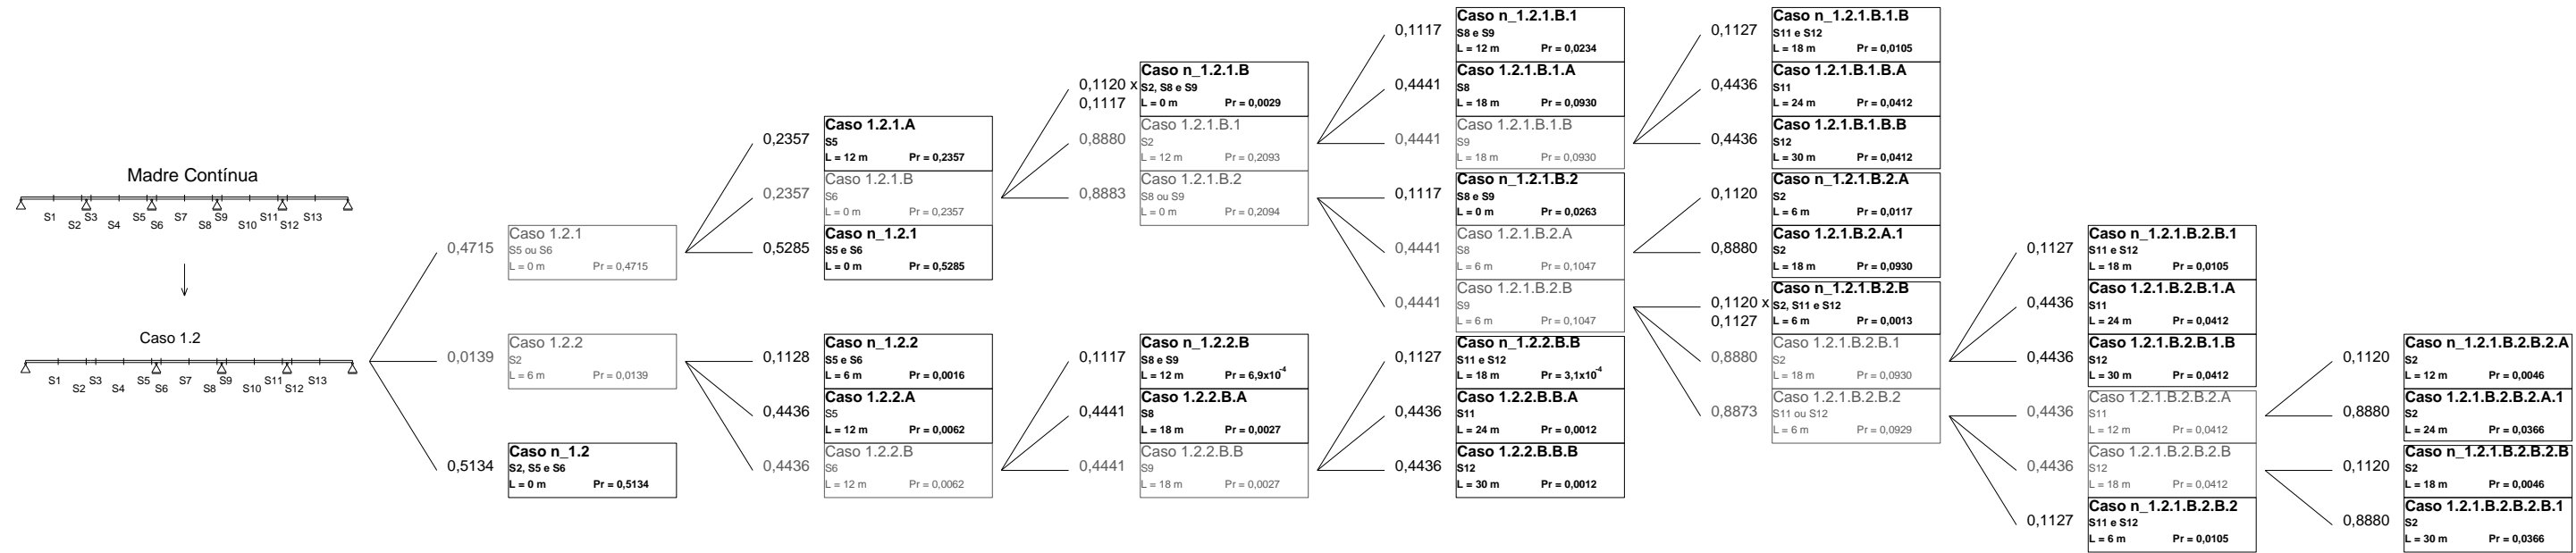 Madre Contínua
S1 S2 S3 S4 S5 S6 S7 S8 S9 S10 S11 S12 S13
Caso 1.2
S1 S2 S3 S4 S5 S6 S7 S8 S9 S10 S11 S12 S13
0,4715
Caso 1.2.1
S5 ou S6
L = 0 m Pr = 0,4715
0,0139
Caso 1.2.2
S2
L = 6 m Pr = 0,0139
0,5134
Caso n_1.2
S2, S5 e S6
L = 0 m Pr = 0,5134
0,2357
Caso 1.2.1.A
S5
L = 12 m Pr = 0,2357
0,2357
Caso 1.2.1.B
S6
L = 0 m Pr = 0,2357
0,5285
Caso n_1.2.1
S5 e S6
L = 0 m Pr = 0,5285
0,1128
Caso n_1.2.2
S5 e S6
L = 6 m Pr = 0,0016
0,4436
Caso 1.2.2.A
S5
L = 12 m Pr = 0,0062
0,4436
Caso 1.2.2.B
S6
L = 12 m Pr = 0,0062
0,1120 x
0,1117
Caso n_1.2.1.B
S2, S8 e S9
L = 0 m Pr = 0,0029
0,8880
Caso 1.2.1.B.1
S2
L = 12 m Pr = 0,2093
0,8883
Caso 1.2.1.B.2
S8 ou S9
L = 0 m Pr = 0,2094
0,1117
Caso n_1.2.2.B
S8 e S9
L = 12 m Pr = 6,9x10-4
0,4441
Caso 1.2.2.B.A
S8
L = 18 m Pr = 0,0027
0,4441
Caso 1.2.2.B.B
S9
L = 18 m Pr = 0,0027
0,1117
Caso n_1.2.1.B.1
S8 e S9
L = 12 m Pr = 0,0234
0,4441
Caso 1.2.1.B.1.A
S8
L = 18 m Pr = 0,0930
0,4441
Caso 1.2.1.B.1.B
S9
L = 18 m Pr = 0,0930
0,1117
Caso n_1.2.1.B.2
S8 e S9
L = 0 m Pr = 0,0263
0,4441
Caso 1.2.1.B.2.A
S8
L = 6 m Pr = 0,1047
0,4441
Caso 1.2.1.B.2.B
S9
L = 6 m Pr = 0,1047
0,1127
Caso n_1.2.2.B.B
S11 e S12
L = 18 m Pr = 3,1x10-4
0,4436
Caso 1.2.2.B.B.A
S11
L = 24 m Pr = 0,0012
0,4436
Caso 1.2.2.B.B.B
S12
L = 30 m Pr = 0,0012
0,1127
Caso n_1.2.1.B.1.B
S11 e S12
L = 18 m Pr = 0,0105
0,4436
Caso 1.2.1.B.1.B.A
S11
L = 24 m Pr = 0,0412
0,4436
Caso 1.2.1.B.1.B.B
S12
L = 30 m Pr = 0,0412
0,1120
Caso n_1.2.1.B.2.A
S2
L = 6 m Pr = 0,0117
0,8880
Caso 1.2.1.B.2.A.1
S2
L = 18 m Pr = 0,0930
0,1120 x
0,1127
Caso n_1.2.1.B.2.B
S2, S11 e S12
L = 6 m Pr = 0,0013
0,8880
Caso 1.2.1.B.2.B.1
S2
L = 18 m Pr = 0,0930
0,8873
Caso 1.2.1.B.2.B.2
S11 ou S12
L = 6 m Pr = 0,0929
0,1127
Caso n_1.2.1.B.2.B.1
S11 e S12
L = 18 m Pr = 0,0105
0,4436
Caso 1.2.1.B.2.B.1.A
S11
L = 24 m Pr = 0,0412
0,4436
Caso 1.2.1.B.2.B.1.B
S12
L = 30 m Pr = 0,0412
0,4436
Caso 1.2.1.B.2.B.2.A
S11
L = 12 m Pr = 0,0412
0,4436
Caso 1.2.1.B.2.B.2.B
S12
L = 18 m Pr = 0,0412
0,1127
Caso n_1.2.1.B.2.B.2
S11 e S12
L = 6 m Pr = 0,0105
0,1120
Caso n_1.2.1.B.2.B.2.A
S2
L = 12 m Pr = 0,0046
0,8880
Caso 1.2.1.B.2.B.2.A.1
S2
L = 24 m Pr = 0,0366
0,1120
Caso n_1.2.1.B.2.B.2.B
S2
L = 18 m Pr = 0,0046
0,8880
Caso 1.2.1.B.2.B.2.B.1
S2
L = 30 m Pr = 0,0366